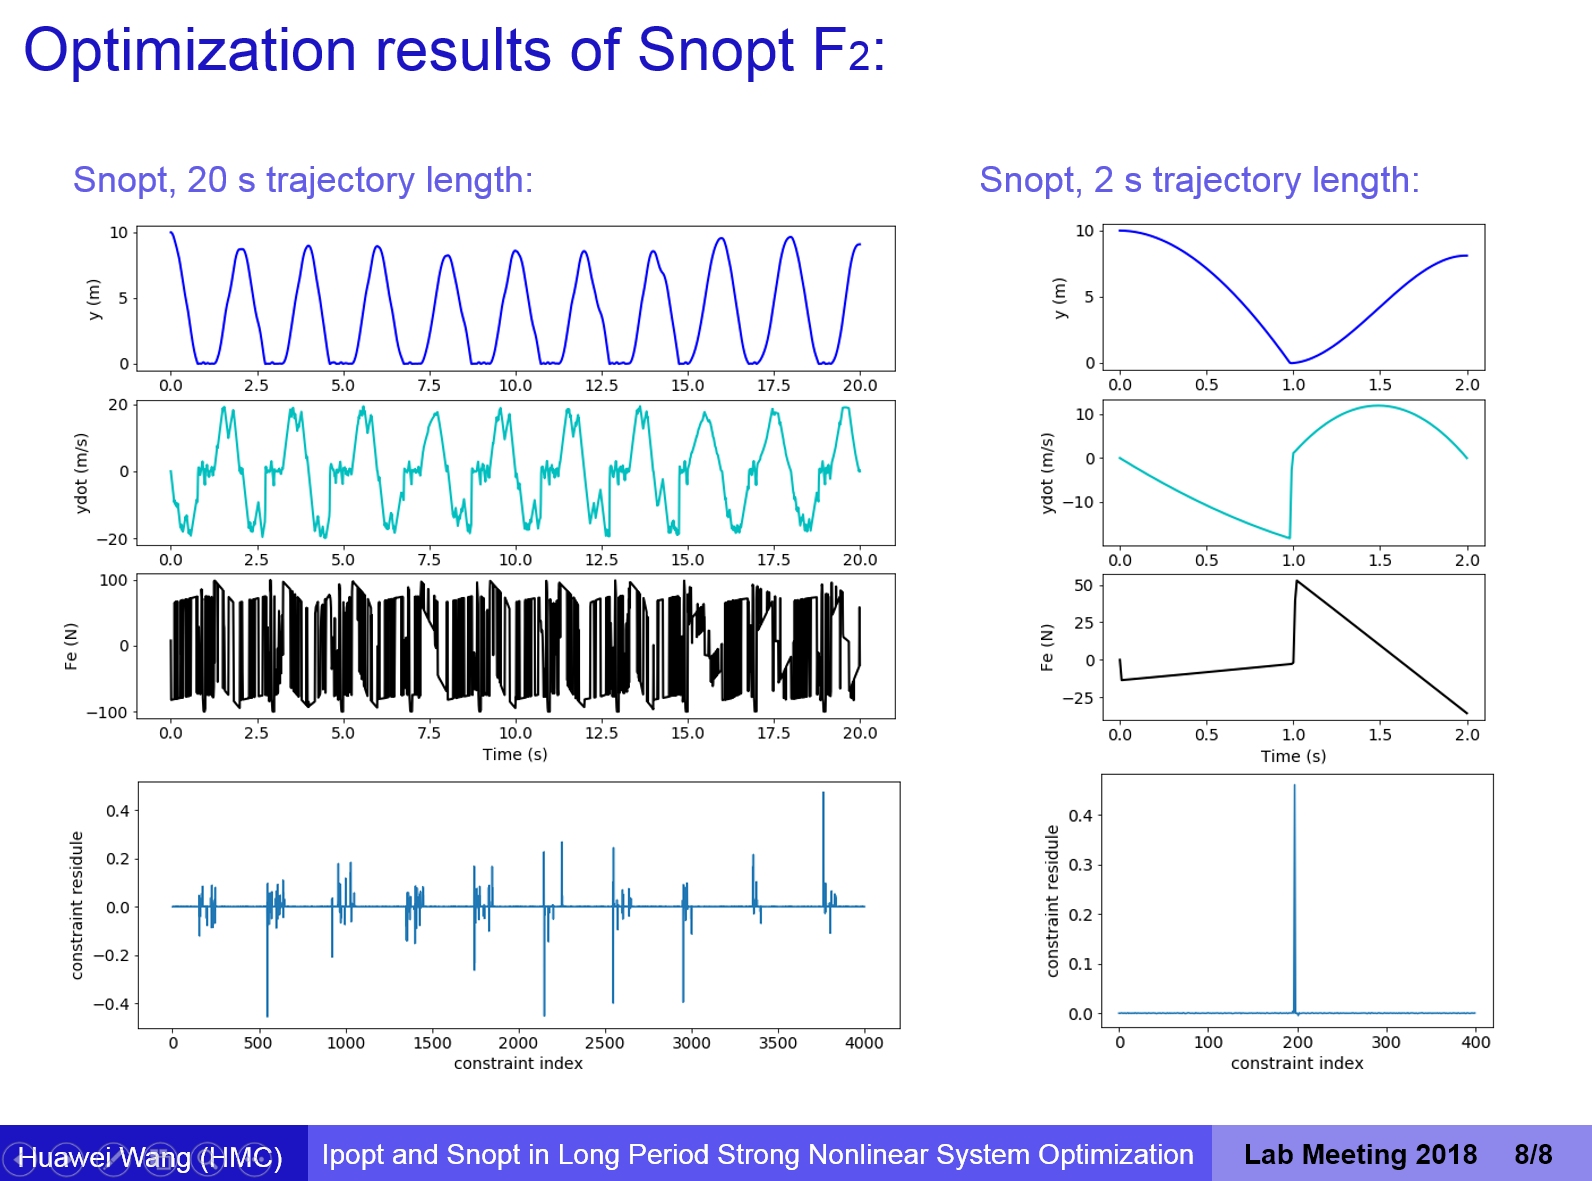 Optimization results of Snopt F2:
Snopt, 20 s trajectory length:
10
5
0
y (m)
0.0 2.5 5.0 7.5 10.0 12.5 15.0 17.5 20.0
20
0
−20
ydot (m/s)
0.0 2.5 5.0 7.5 10.0 12.5 15.0 17.5 20.0
100
0
−100
Fe (N)
0.0 2.5 5.0 7.5 10.0 12.5 15.0 17.5 20.0
Time (s)
0.4
0.2
0.0
−0.2
−0.4
constraint residule
0 500 1000 1500 2000 2500 3000 3500 4000
constraint index
Snopt, 2 s trajectory length:
10
5
0
y (m)
0.0 0.5 1.0 1.5 2.0
10
0
−10
ydot (m/s)
0.0 0.5 1.0 1.5 2.0
50
25
0
−25
Fe (N)
0.0 0.5 1.0 1.5 2.0
Time (s)
0.4
0.3
0.2
0.1
0.0
constraint residule
0 100 200 300 400
constraint index
Huawei Wang (HMC) Ipopt and Snopt in Long Period Strong Nonlinear System Optimization Lab Meeting 2018 8/8